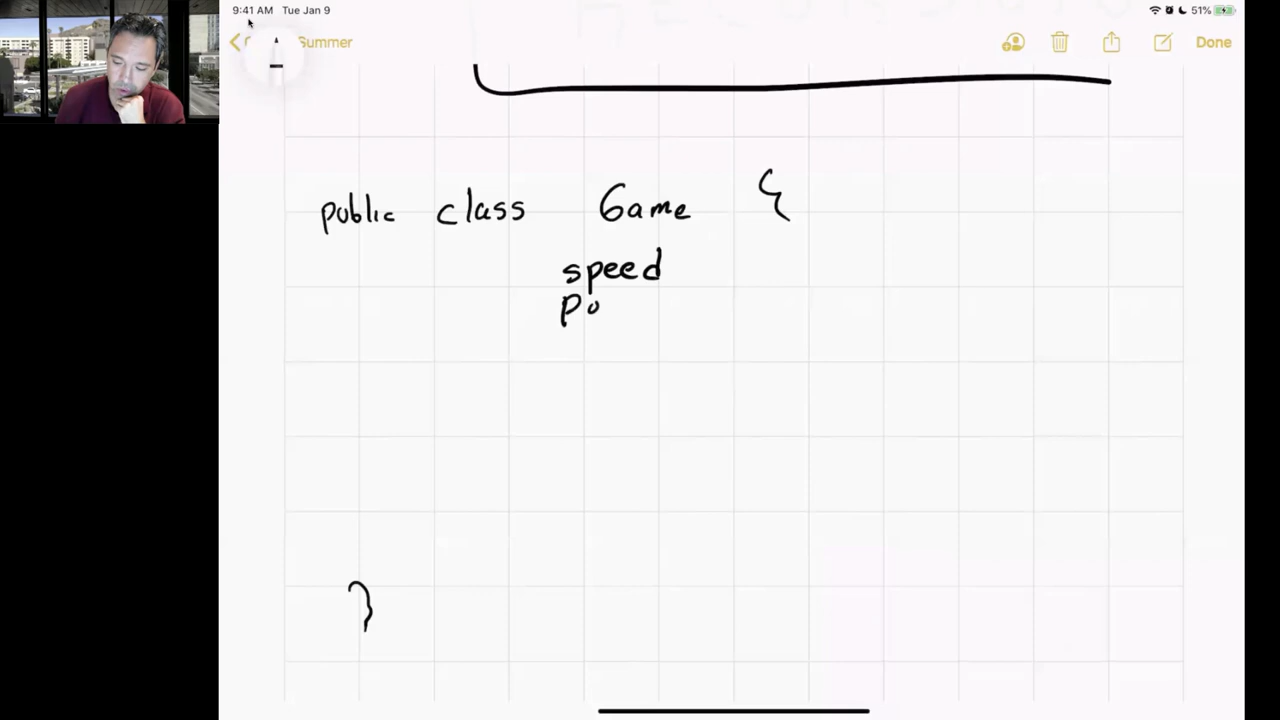 9:41 AM Tue Jan 9
51%
Summer
Done
public class Game {
speed
Po
}